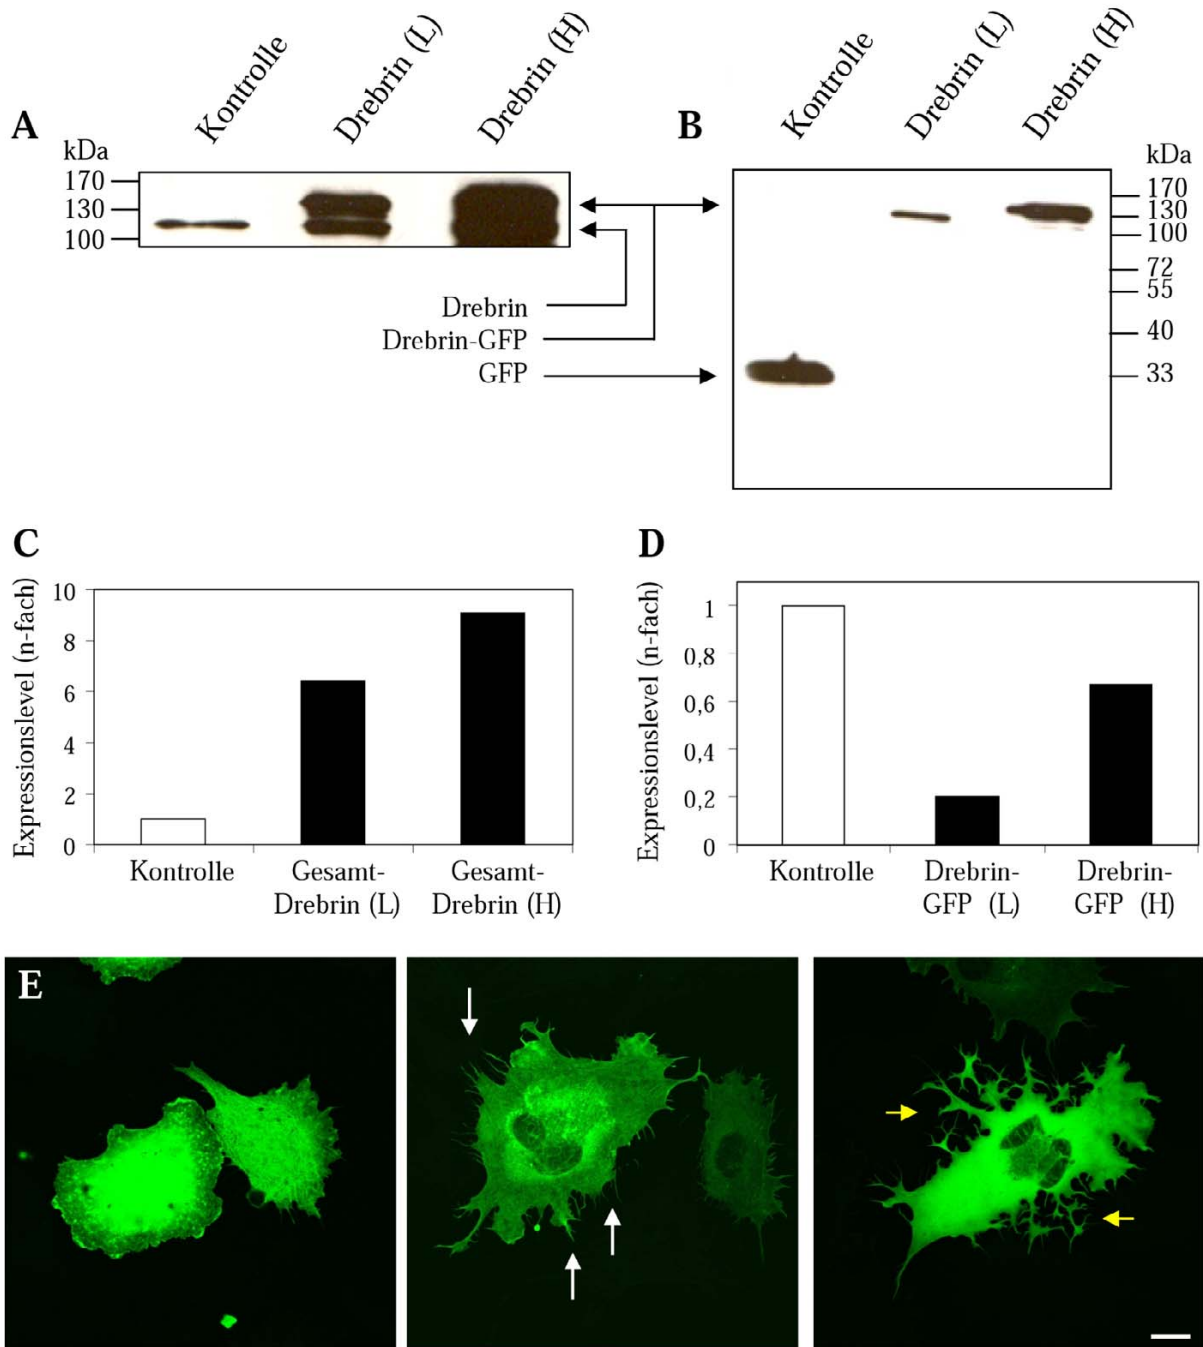 A
Kontrolle
Drebrin (L)
Drebrin (H)
kDa
170
130
100
B
Kontrolle
Drebrin (L)
Drebrin (H)
kDa
170
130
100
72
55
40
33
Drebrin
Drebrin-GFP
GFP
C
Expressionslevel (n-fach)
10
8
6
4
2
0
Kontrolle
Gesamt-
Drebrin (L)
Gesamt-
Drebrin (H)
D
Expressionslevel (n-fach)
1
0,8
0,6
0,4
0,2
0
Kontrolle
Drebrin-
GFP (L)
Drebrin-
GFP (H)
E